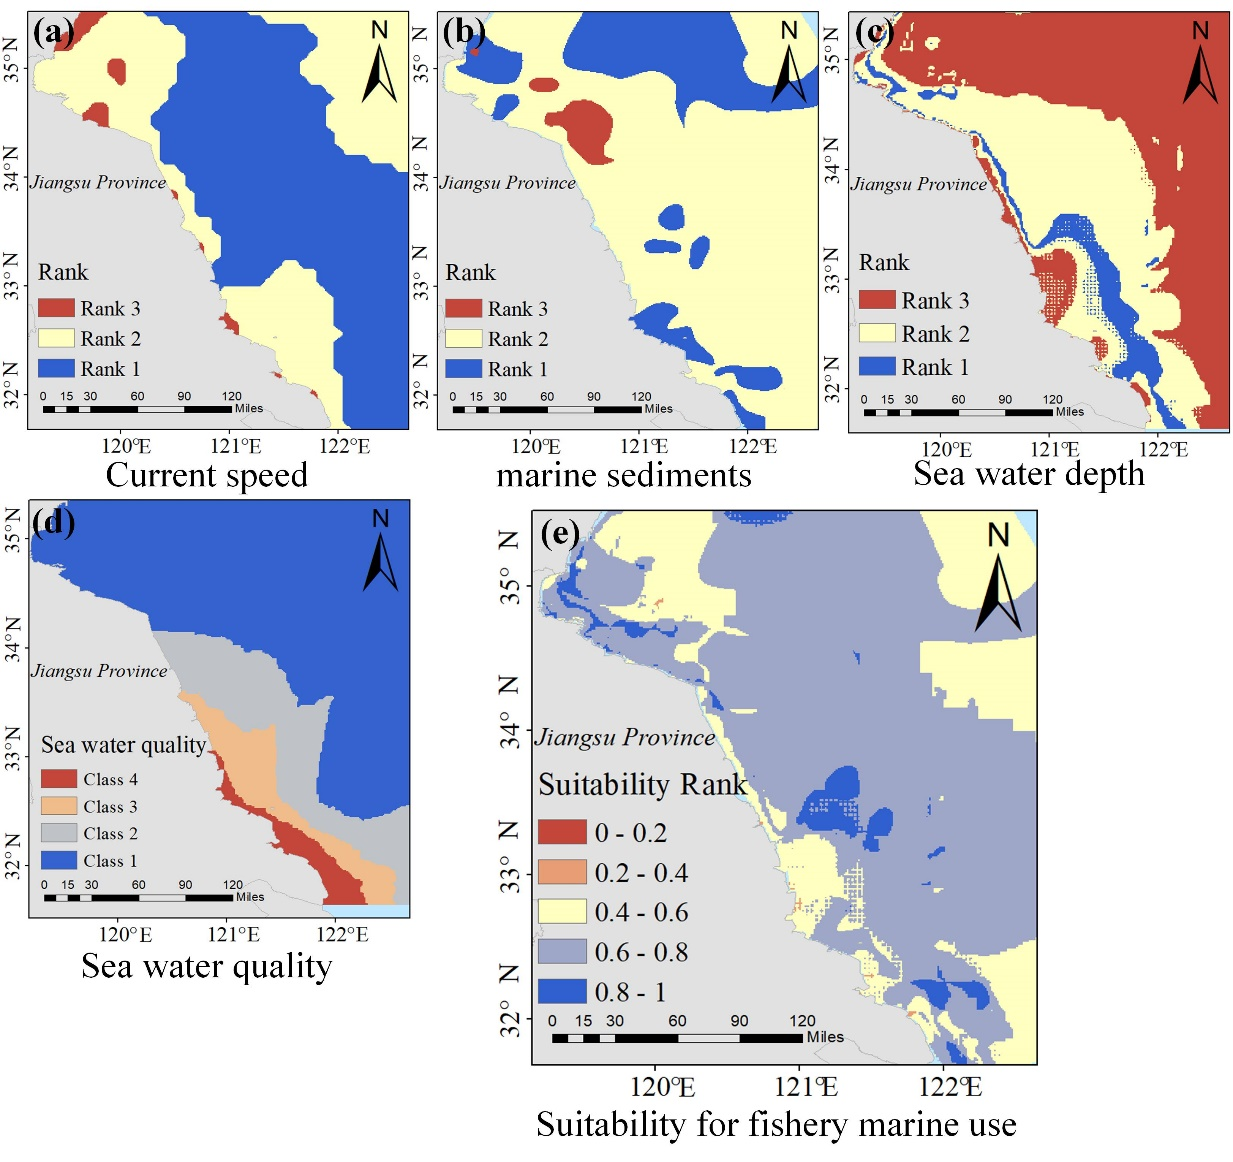 (a)
N
35° N
34° N
33° N
32° N
Jiangsu Province
Rank
Rank 3
Rank 2
Rank 1
0 15 30 60 90 120
Miles
120°E 121°E 122°E
Current speed
(b)
N
35° N
34° N
33° N
32° N
Jiangsu Province
Rank
Rank 3
Rank 2
Rank 1
0 15 30 60 90 120
Miles
120°E 121°E 122°E
marine sediments
(c)
N
35° N
34° N
33° N
32° N
Jiangsu Province
Rank
Rank 3
Rank 2
Rank 1
0 15 30 60 90 120
Miles
120°E 121°E 122°E
Sea water depth
(d)
N
35° N
34° N
33° N
32° N
Jiangsu Province
Sea water quality
Class 4
Class 3
Class 2
Class 1
0 15 30 60 90 120
Miles
120°E 121°E 122°E
Sea water quality
(e)
N
35° N
34° N
33° N
32° N
Jiangsu Province
Suitability Rank
0 - 0.2
0.2 - 0.4
0.4 - 0.6
0.6 - 0.8
0.8 - 1
0 15 30 60 90 120
Miles
120°E 121°E 122°E
Suitability for fishery marine use